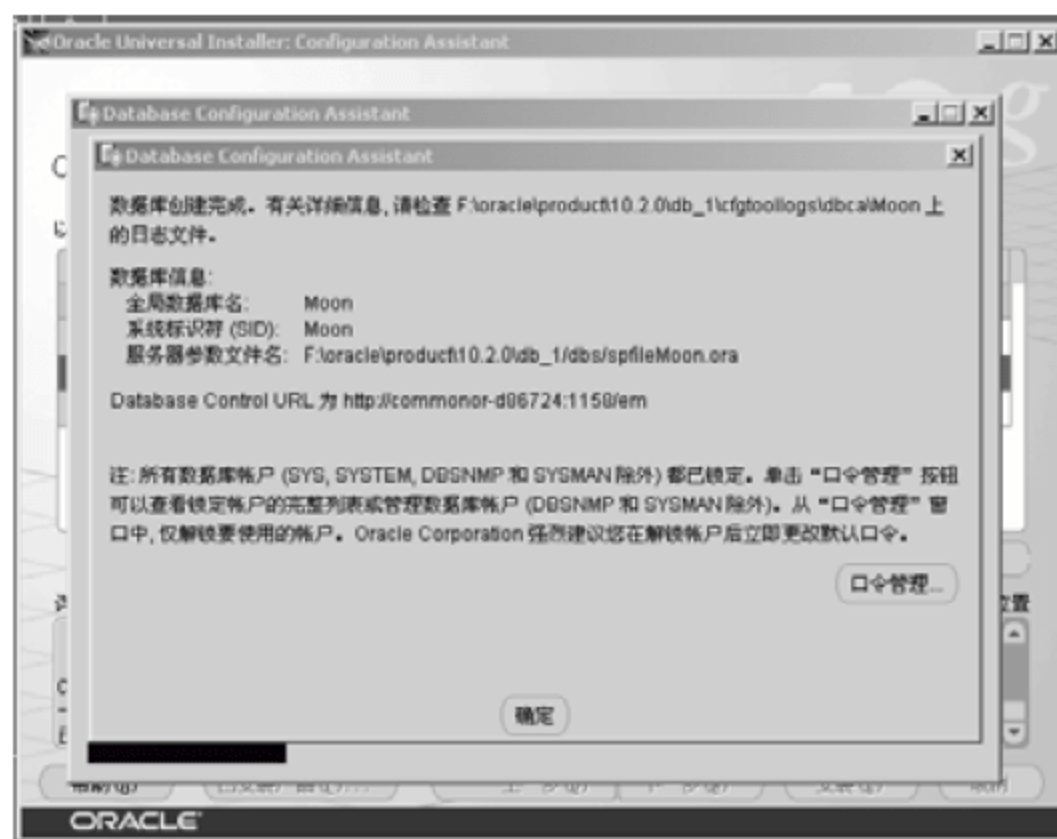 Oracle Universal Installer: Configuration Assistant
Database Configuration Assistant
Database Configuration Assistant
数据库创建完成。有关详细信息,请检查 F:\oracle\product\10.2.0\db_1\cfgtoollogs\dbca\Moon 上
的日志文件。
数据库信息:
全局数据库名: Moon
系统标识符 (SID): Moon
服务器参数文件名: F:\oracle\product\10.2.0\db_1/dbs/spfileMoon.ora
Database Control URL 为 http://commonor-d86724:1158/em
注: 所有数据库帐户 (SYS, SYSTEM, DBSNMP 和 SYSMAN 除外) 都已锁定。单击 “口令管理” 按钮
可以查看锁定帐户的完整列表或管理数据库帐户 (DBSNMP 和 SYSMAN 除外)。从 “口令管理” 窗
口中, 仅解锁要使用的帐户。Oracle Corporation 强烈建议您在解锁帐户后立即更改默认口令。
口令管理...
确定
ORACLE